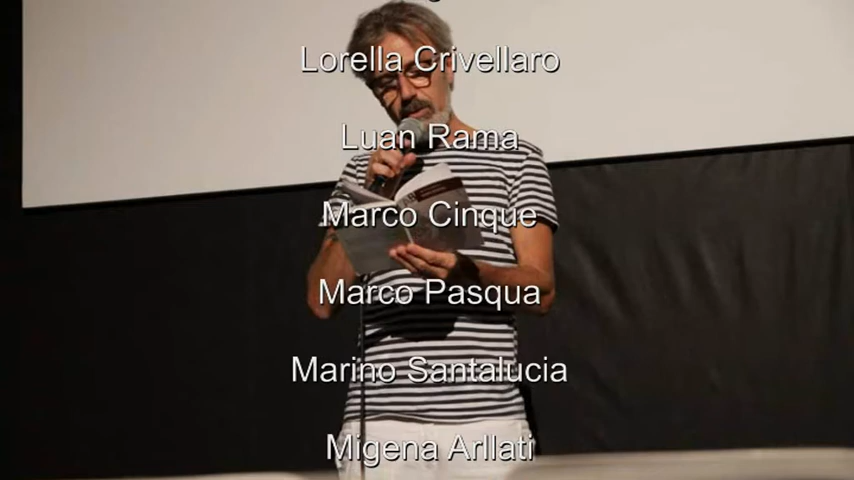 Lorella Crivellaro
Luan Rama
Marco Cinque
Marco Pasqua
Marino Santalucia
Migena Arllati